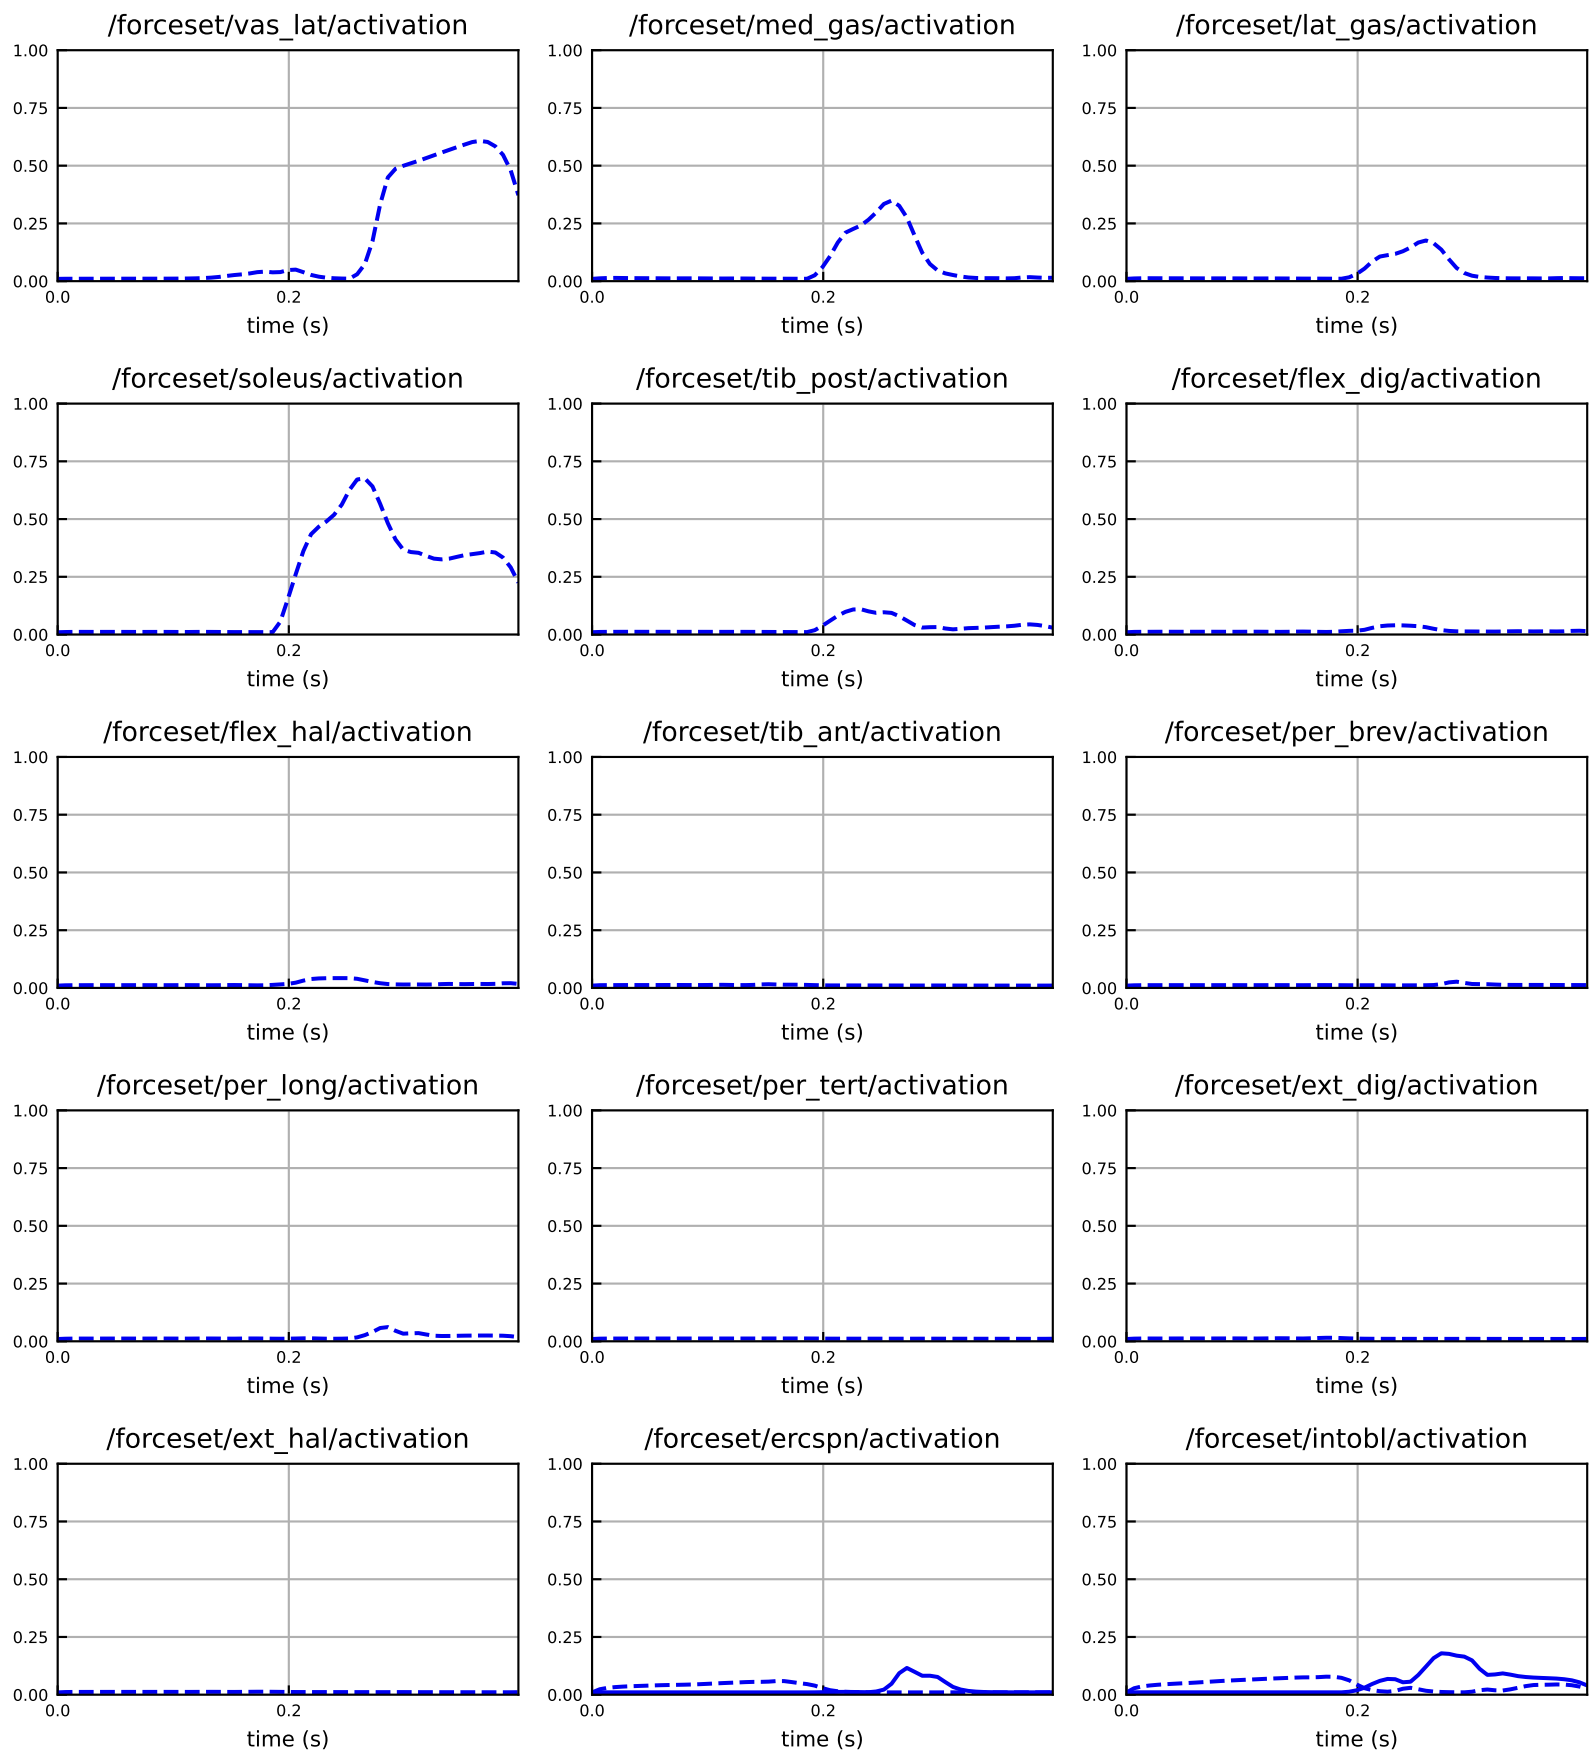 /forceset/vas_lat/activation /forceset/med_gas/activation /forceset/lat_gas/activation
1.00 1.00 1.00
0.75 0.75 0.75
0.50 0.50 0.50
0.25 0.25 0.25
0.00 0.00 0.00
0.0 0.2 0.0 0.2 0.0 0.2
time (s) time (s) time (s)
/forceset/soleus/activation /forceset/tib_post/activation /forceset/flex_dig/activation
1.00 1.00 1.00
0.75 0.75 0.75
0.50 0.50 0.50
0.25 0.25 0.25
0.00 0.00 0.00
0.0 0.2 0.0 0.2 0.0 0.2
time (s) time (s) time (s)
/forceset/flex_hal/activation /forceset/tib_ant/activation /forceset/per_brev/activation
1.00 1.00 1.00
0.75 0.75 0.75
0.50 0.50 0.50
0.25 0.25 0.25
0.00 0.00 0.00
0.0 0.2 0.0 0.2 0.0 0.2
time (s) time (s) time (s)
/forceset/per_long/activation /forceset/per_tert/activation /forceset/ext_dig/activation
1.00 1.00 1.00
0.75 0.75 0.75
0.50 0.50 0.50
0.25 0.25 0.25
0.00 0.00 0.00
0.0 0.2 0.0 0.2 0.0 0.2
time (s) time (s) time (s)
/forceset/ext_hal/activation /forceset/ercspn/activation /forceset/intobl/activation
1.00 1.00 1.00
0.75 0.75 0.75
0.50 0.50 0.50
0.25 0.25 0.25
0.00 0.00 0.00
0.0 0.2 0.0 0.2 0.0 0.2
time (s) time (s) time (s)